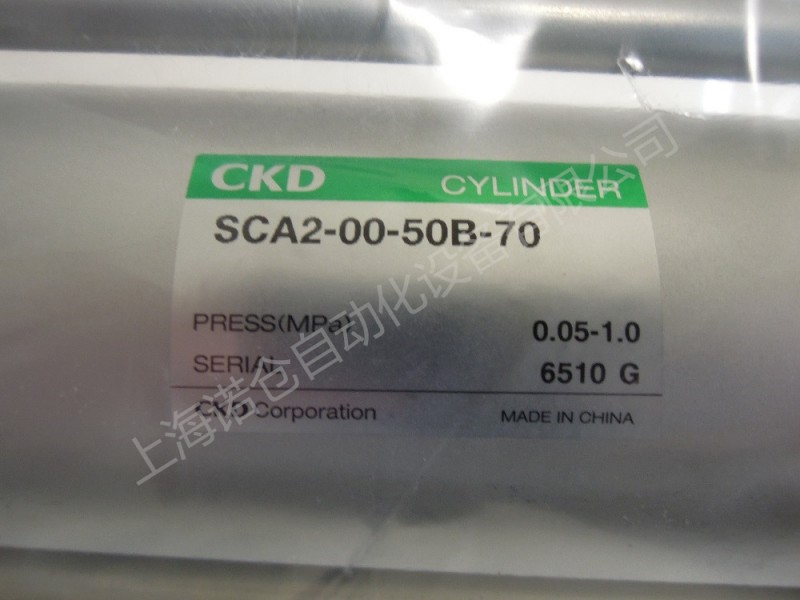 CKD CYLINDER
SCA2-00-50B-70
PRESS(MPa) 0.05-1.0
SERIAL 6510 G
CKD Corporation MADE IN CHINA
上海诺仓自动化设备有限公司